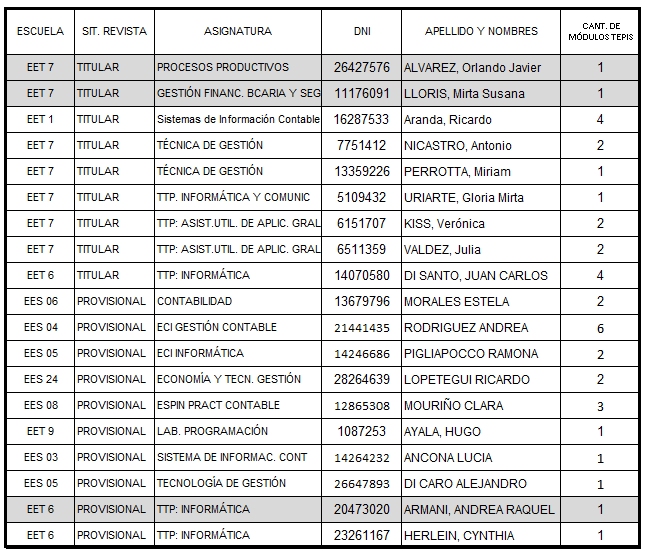 ESCUELA SIT. REVISTA ASIGNATURA DNI APELLIDO Y NOMBRES CANT. DE MÓDULOS TEPIS
EET 7 TITULAR PROCESOS PRODUCTIVOS 26427576 ALVAREZ, Orlando Javier 1
EET 7 TITULAR GESTIÓN FINANC. BCARIA Y SEG 11176091 LLORIS, Mirta Susana 1
EET 1 TITULAR Sistemas de Información Contable 16287533 Aranda, Ricardo 4
EET 7 TITULAR TÉCNICA DE GESTIÓN 7751412 NICASTRO, Antonio 2
EET 7 TITULAR TÉCNICA DE GESTIÓN 13359226 PERROTTA, Miriam 1
EET 7 TITULAR TTP. INFORMÁTICA Y COMUNIC 5109432 URIARTE, Gloria Mirta 1
EET 7 TITULAR TTP: ASIST.UTIL. DE APLIC. GRAL 6151707 KISS, Verónica 2
EET 7 TITULAR TTP: ASIST.UTIL. DE APLIC. GRAL 6511359 VALDEZ, Julia 2
EET 6 TITULAR TTP: INFORMÁTICA 14070580 DI SANTO, JUAN CARLOS 4
EES 06 PROVISIONAL CONTABILIDAD 13679796 MORALES ESTELA 2
EES 04 PROVISIONAL ECI GESTIÓN CONTABLE 21441435 RODRIGUEZ ANDREA 6
EES 05 PROVISIONAL ECI INFORMÁTICA 14246686 PIGLIAPOCCO RAMONA 2
EES 24 PROVISIONAL ECONOMÍA Y TECN. GESTIÓN 28264639 LOPETEGUI RICARDO 2
EES 08 PROVISIONAL ESPIN PRACT CONTABLE 12865308 MOURIÑO CLARA 3
EET 9 PROVISIONAL LAB. PROGRAMACIÓN 1087253 AYALA, HUGO 1
EES 03 PROVISIONAL SISTEMA DE INFORMAC. CONT 14264232 ANCONA LUCIA 1
EES 05 PROVISIONAL TECNOLOGÍA DE GESTIÓN 26647893 DI CARO ALEJANDRO 1
EET 6 PROVISIONAL TTP: INFORMÁTICA 20473020 ARMANI, ANDREA RAQUEL 1
EET 6 PROVISIONAL TTP: INFORMÁTICA 23261167 HERLEIN, CYNTHIA 1